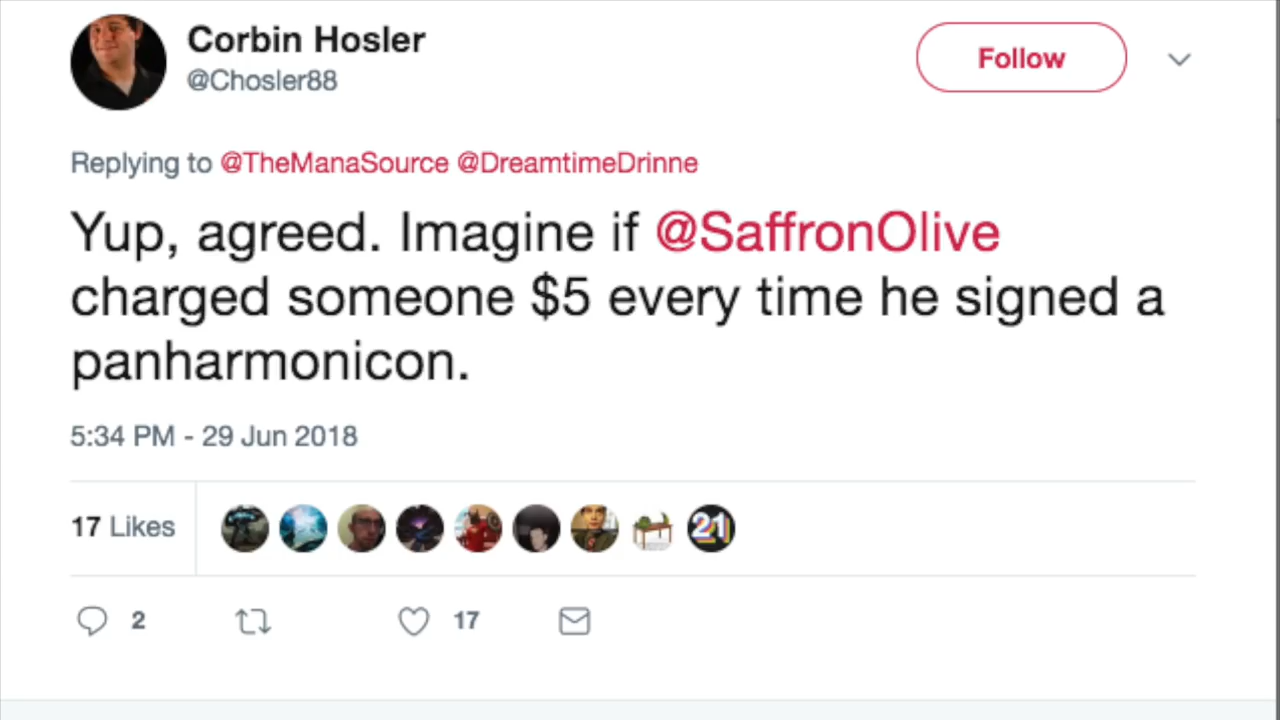 Corbin Hosler
@Chosler88
Follow
Replying to @TheManaSource @DreamtimeDrinne
Yup, agreed. Imagine if @SaffronOlive
charged someone $5 every time he signed a
panharmonicon.
5:34 PM - 29 Jun 2018
17 Likes
21
2
17